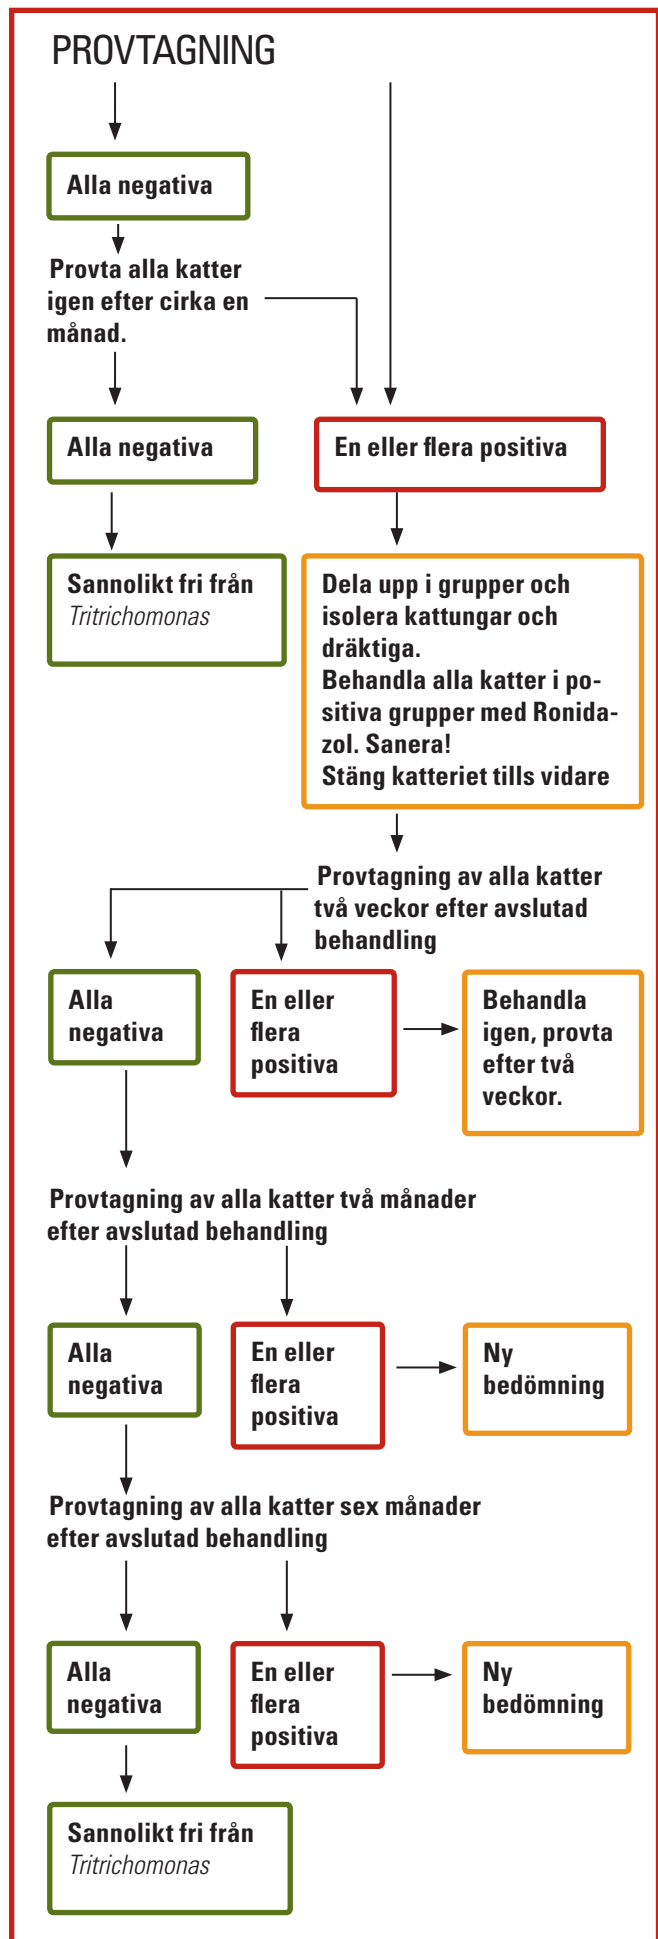 PROVTAGNING
Alla negativa
Provta alla katter
igen efter cirka en
månad.
Alla negativa
En eller flera positiva
Sannolikt fri från
Tritrichomonas
Dela upp i grupper och
isolera kattungar och
dräktiga.
Behandla alla katter i po-
sitiva grupper med Ronida-
zol. Sanera!
Stäng katteriet tills vidare
Provtagning av alla katter
två veckor efter avslutad
behandling
Alla
negativa
En eller
flera
positiva
Behandla
igen, provta
efter två
veckor.
Provtagning av alla katter två månader
efter avslutad behandling
Alla
negativa
En eller
flera
positiva
Ny
bedömning
Provtagning av alla katter sex månader
efter avslutad behandling
Alla
negativa
En eller
flera
positiva
Ny
bedömning
Sannolikt fri från
Tritrichomonas